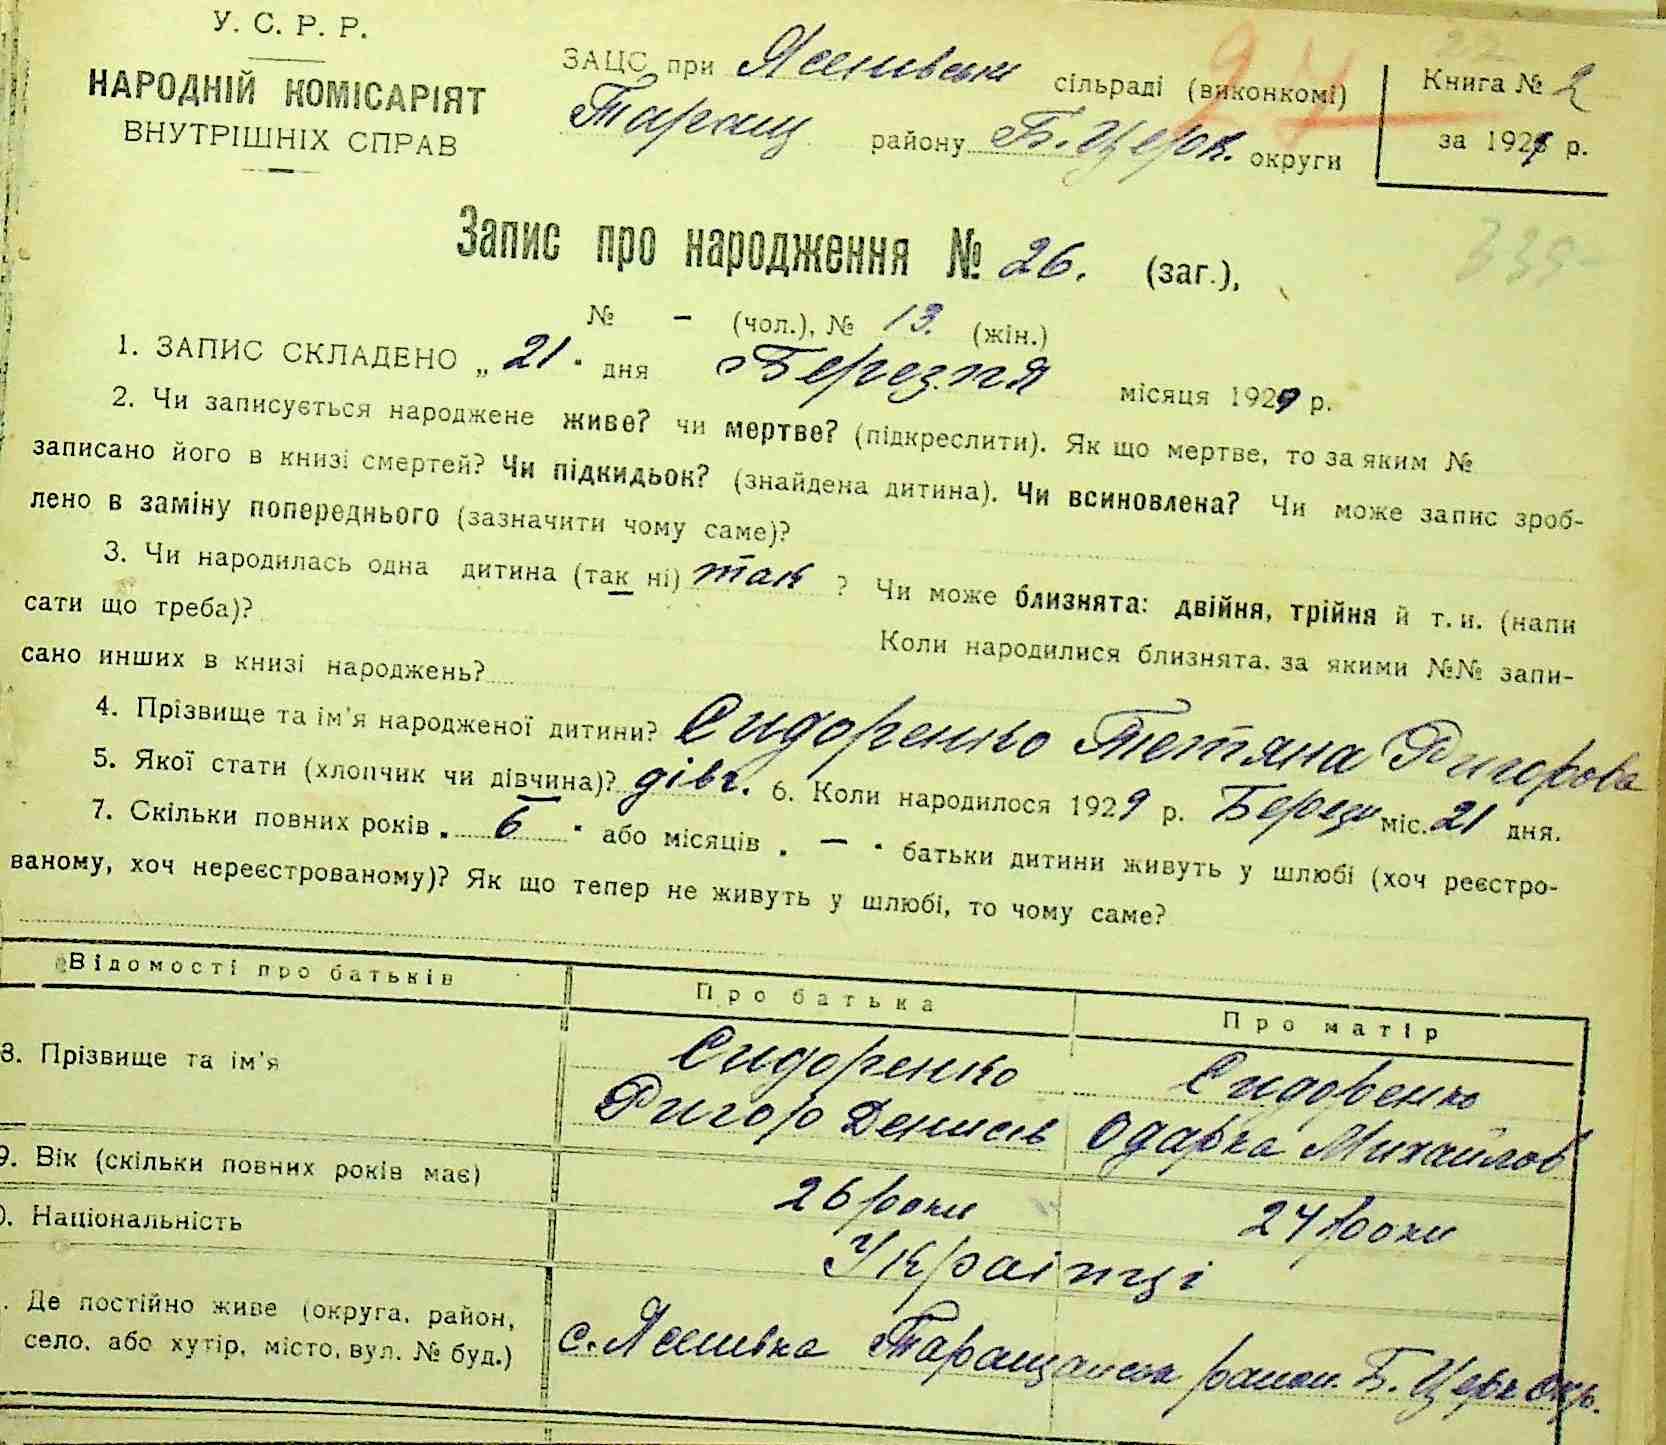 У. С. Р. Р.
НАРОДНІЙ КОМІСАРІЯТ
ВНУТРІШНІХ СПРАВ
ЗАЦС при Ясенівські сільраді (виконкомі)
Таращ району Б. Церк. округи
Книга № 2
за 1929 р.
22
24
339
Запис про народження № 26. (заг.),
№ – (чол.), № 13. (жін.)
1. ЗАПИС СКЛАДЕНО „ 21 " дня Березня місяця 1929 р.
2. Чи записується народжене живе? чи мертве? (підкреслити). Як що мертве, то за яким №
записано його в книзі смертей? Чи підкидьок? (знайдена дитина). Чи всиновлена? Чи може запис зроб-
лено в заміну попереднього (зазначити чому саме)?
3. Чи народилась одна дитина (так ні) так ? Чи може близнята: двійня, трійня й т. и. (напи
сати що треба)? Коли народилися близнята, за якими №№ запи-
сано инших в книзі народжень?
4. Прізвище та ім'я народженої дитини? Сидоренко Тетяна Ригорова
5. Якої стати (хлопчик чи дівчина)? дівч. 6. Коли народилося 1929 р. Березн міс. 21 дня.
7. Скільки повних років „ 6 " або місяців „ – " батьки дитини живуть у шлюбі (хоч реєстро-
ваному, хоч нереєстрованому)? Як що тепер не живуть у шлюбі, то чому саме?
Відомості про батьків Про батька Про матір
8. Прізвище та ім'я Сидоренко Ригор Денисів Сидоренко Одарка Михайлов
9. Вік (скільки повних років має) 26 роки 24 роки
0. Національність Українці
. Де постійно живе (округа, район,
село, або хутір, місто, вул. № буд.) с. Ясенівка Таращанськ район. Б. Церк окр.